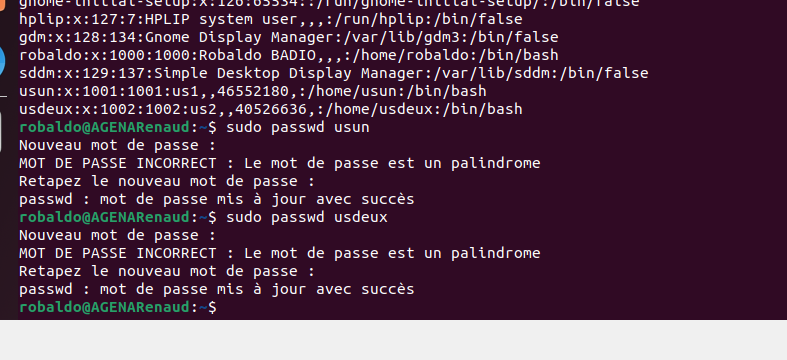 gnome-initial-setup:x:126:65534::/run/gnome-initial-setup/:/bin/false
hplip:x:127:7:HPLIP system user,,,:/run/hplip:/bin/false
gdm:x:128:134:Gnome Display Manager:/var/lib/gdm3:/bin/false
robaldo:x:1000:1000:Robaldo BADIO,,,:/home/robaldo:/bin/bash
sddm:x:129:137:Simple Desktop Display Manager:/var/lib/sddm:/bin/false
usun:x:1001:1001:us1,,46552180,:/home/usun:/bin/bash
usdeux:x:1002:1002:us2,,40526636,:/home/usdeux:/bin/bash
robaldo@AGENARenaud:~$ sudo passwd usun
Nouveau mot de passe :
MOT DE PASSE INCORRECT : Le mot de passe est un palindrome
Retapez le nouveau mot de passe :
passwd : mot de passe mis à jour avec succès
robaldo@AGENARenaud:~$ sudo passwd usdeux
Nouveau mot de passe :
MOT DE PASSE INCORRECT : Le mot de passe est un palindrome
Retapez le nouveau mot de passe :
passwd : mot de passe mis à jour avec succès
robaldo@AGENARenaud:~$